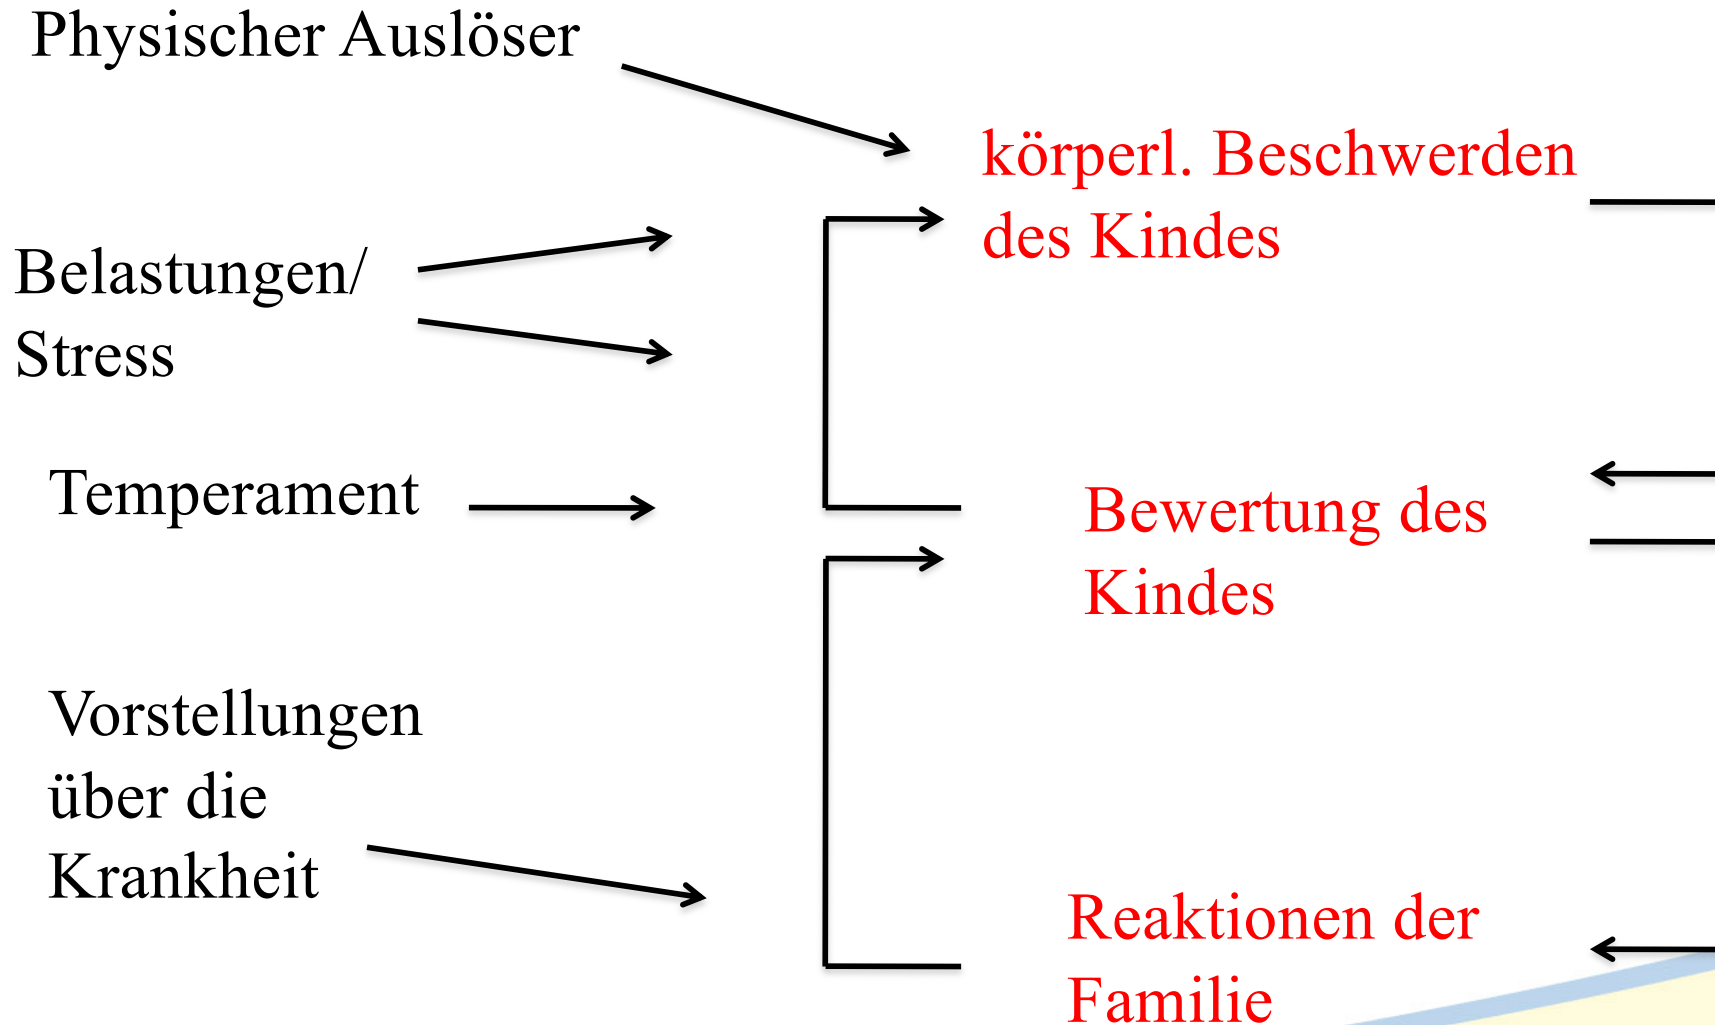 Physischer Auslöser
körperl. Beschwerden
des Kindes
Belastungen/
Stress
Temperament
Bewertung des
Kindes
Vorstellungen
über die
Krankheit
Reaktionen der
Familie